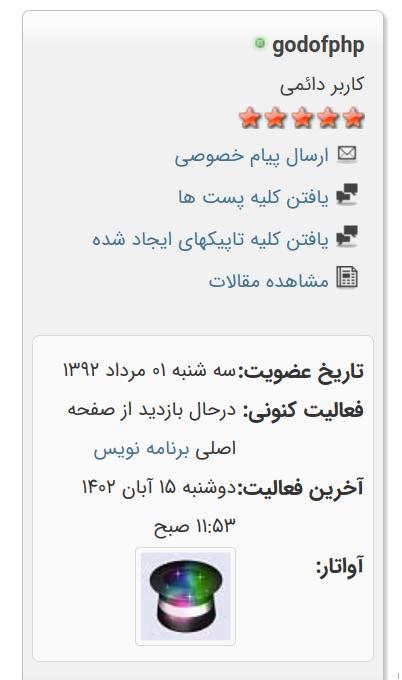 godofphp
کاربر دائمی
ارسال پیام خصوصی
یافتن کلیه پست ها
یافتن کلیه تاپیکهای ایجاد شده
مشاهده مقالات
تاریخ عضویت:سه شنبه ۰۱ مرداد ۱۳۹۲
فعالیت کنونی: درحال بازدید از صفحه
اصلی برنامه نویس
آخرین فعالیت:دوشنبه ۱۵ آبان ۱۴۰۲
۱۱:۵۳ صبح
آواتار: